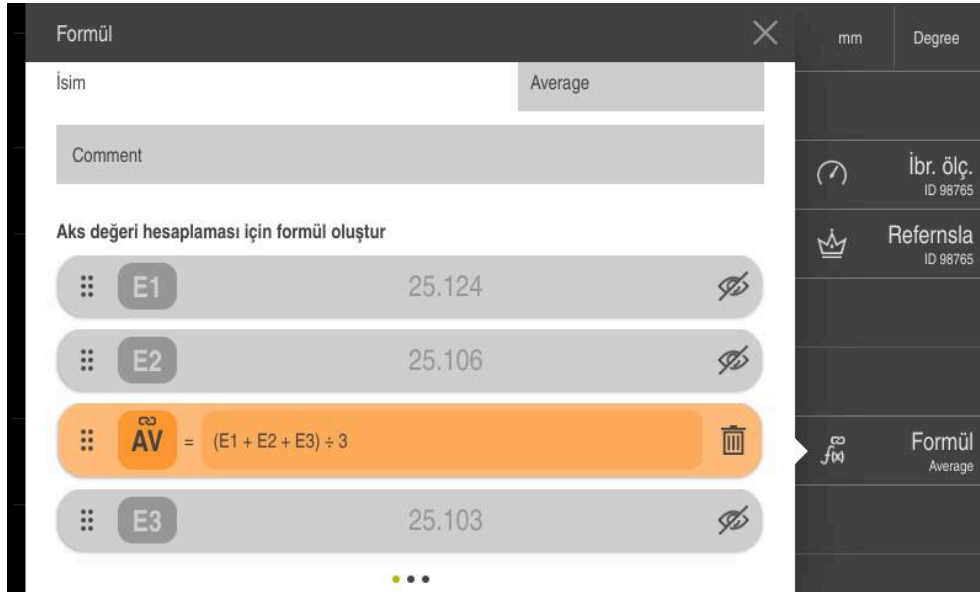 Formül
İsim
Average
Comment
Aks değeri hesaplaması için formül oluştur
E1 25.124
E2 25.106
AV = (E1 + E2 + E3) ÷ 3
E3 25.103
mm
Degree
İbr. ölç.
ID 98765
Refernsla
ID 98765
f(x)
Formül
Average